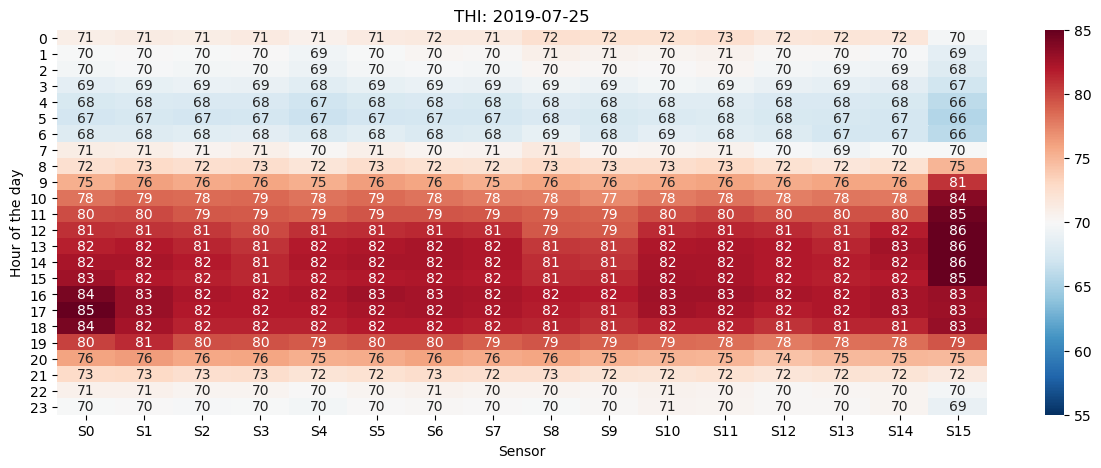 THI: 2019-07-25
0 71 71 71 71 71 71 72 71 72 72 72 73 72 72 72 70
1 70 70 70 70 69 70 70 70 71 71 70 71 70 70 70 69
2 70 70 70 70 69 70 70 70 70 70 70 70 70 69 69 68
3 69 69 69 69 68 69 69 69 69 69 70 69 69 69 68 67
4 68 68 68 68 67 68 68 68 68 68 68 68 68 68 68 66
5 67 67 67 67 66 67 67 67 68 68 68 68 68 67 67 66
6 68 68 68 68 68 68 68 68 69 68 69 68 68 67 67 66
7 71 71 71 71 70 71 70 71 71 70 70 71 70 69 70 70
8 72 73 72 73 72 73 72 72 73 73 73 73 72 72 72 75
9 75 76 76 76 75 76 76 75 76 76 76 76 76 76 76 81
10 78 79 78 79 78 79 78 78 78 77 78 78 78 78 78 84
11 80 80 79 79 79 79 79 79 79 79 80 80 80 80 80 85
12 81 81 81 80 81 81 81 81 79 79 81 81 81 81 82 86
13 82 82 81 81 82 82 82 82 81 81 82 82 82 81 83 86
14 82 82 82 81 82 82 82 82 81 81 82 82 82 82 82 86
15 83 82 82 81 82 82 82 82 81 81 82 82 82 82 82 85
16 84 83 82 82 82 83 83 82 82 82 83 83 82 82 83 83
17 85 83 82 82 82 82 82 82 82 81 83 82 82 82 83 83
18 84 82 82 82 82 82 82 82 81 81 82 82 81 81 81 83
19 80 81 80 80 79 80 80 79 79 79 79 78 78 78 78 79
20 76 76 76 76 75 76 76 76 76 75 75 75 74 75 75 75
21 73 73 73 73 72 72 73 72 73 72 72 72 72 72 72 72
22 71 71 70 70 70 70 71 70 70 70 71 70 70 70 70 70
23 70 70 70 70 70 70 70 70 70 70 71 70 70 70 70 69
S0 S1 S2 S3 S4 S5 S6 S7 S8 S9 S10 S11 S12 S13 S14 S15
Sensor
Hour of the day
85
80
75
70
65
60
55